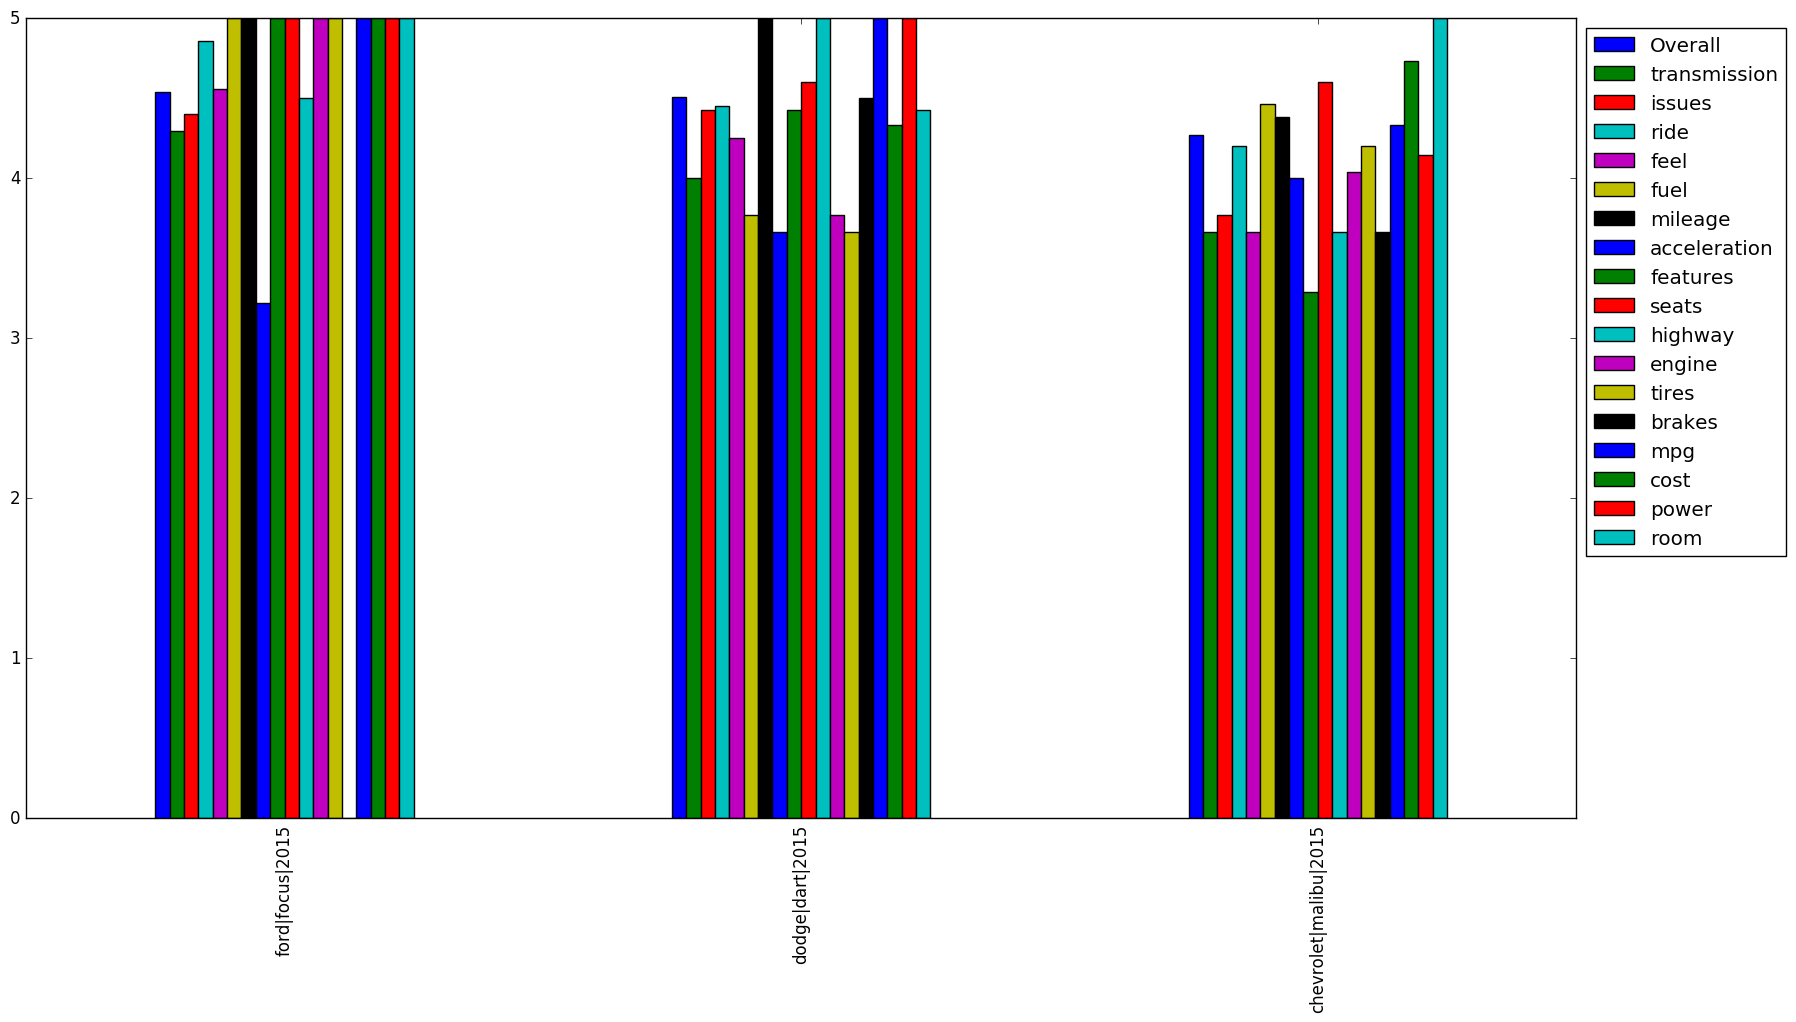 5
4
3
2
1
0
ford|focus|2015
dodge|dart|2015
chevrolet|malibu|2015
Overall
transmission
issues
ride
feel
fuel
mileage
acceleration
features
seats
highway
engine
tires
brakes
mpg
cost
power
room